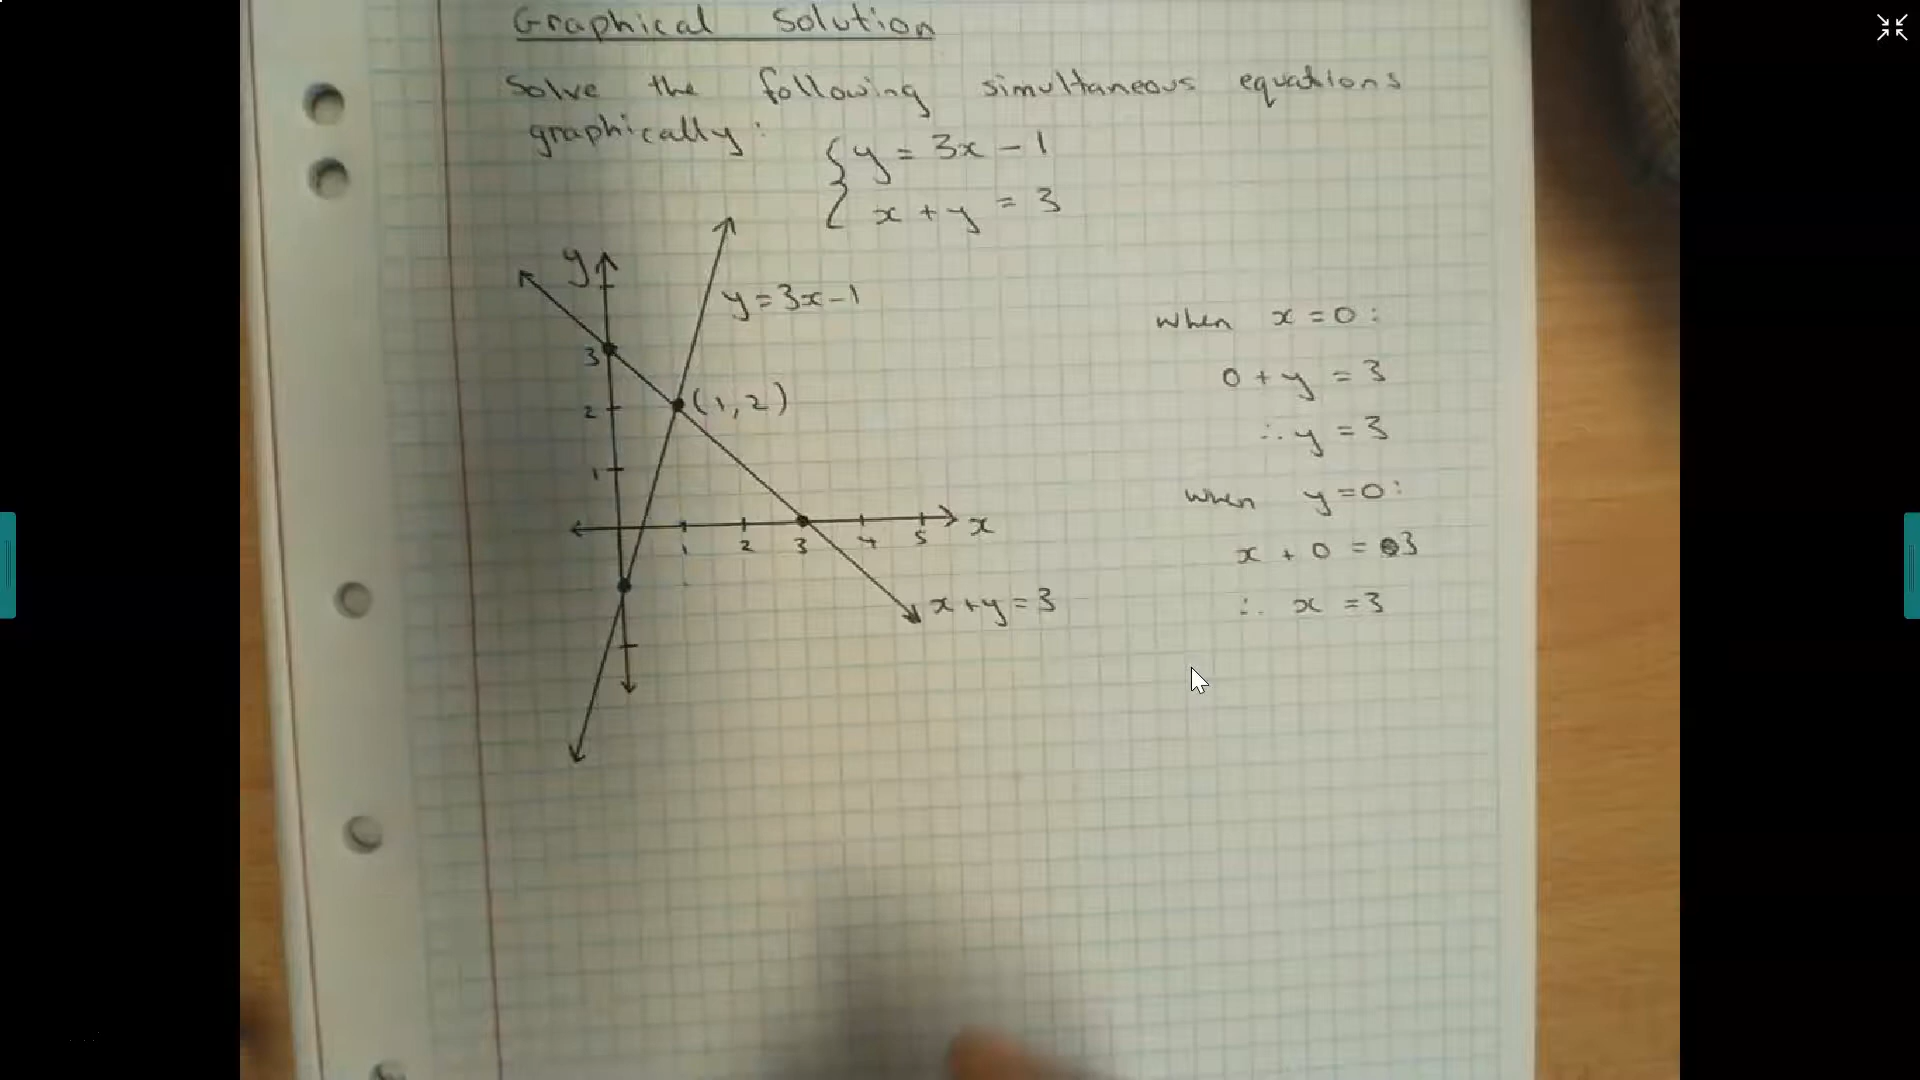 Graphical Solution
Solve the following simultaneous equations
graphically:
{ y = 3x - 1
x + y = 3
y
y = 3x - 1
3
2
(1, 2)
1
1 2 3 4 5 x
x + y = 3
when x = 0:
0 + y = 3
∴ y = 3
when y = 0:
x + 0 = 3
∴ x = 3